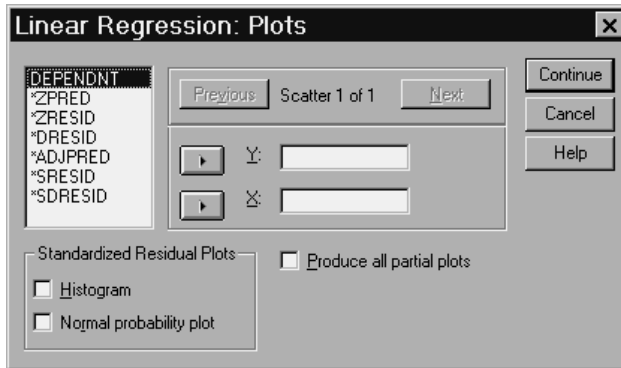 Linear Regression: Plots
DEPENDNT
*ZPRED
*ZRESID
*DRESID
*ADJPRED
*SRESID
*SDRESID
Previous
Scatter 1 of 1
Next
Y:
X:
Continue
Cancel
Help
Standardized Residual Plots
Histogram
Normal probability plot
Produce all partial plots